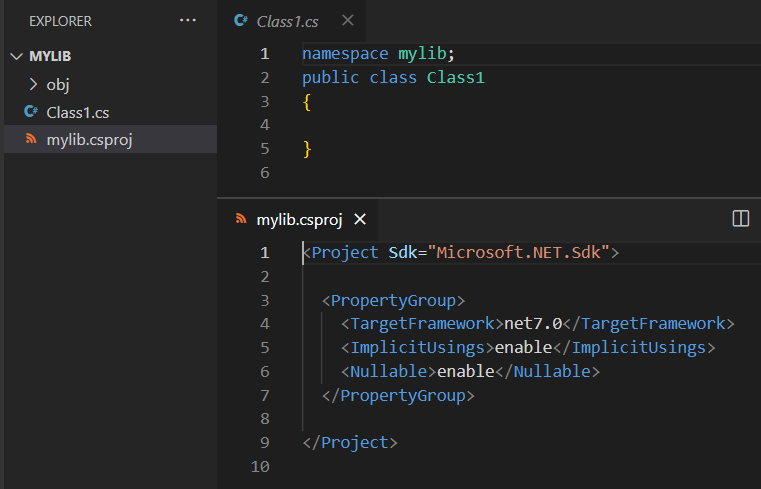 EXPLORER ...
MYLIB
obj
C# Class1.cs
mylib.csproj
C# Class1.cs
1 namespace mylib;
2 public class Class1
3 {
4
5 }
6
mylib.csproj
1 <Project Sdk="Microsoft.NET.Sdk">
2
3 <PropertyGroup>
4 <TargetFramework>net7.0</TargetFramework>
5 <ImplicitUsings>enable</ImplicitUsings>
6 <Nullable>enable</Nullable>
7 </PropertyGroup>
8
9 </Project>
10